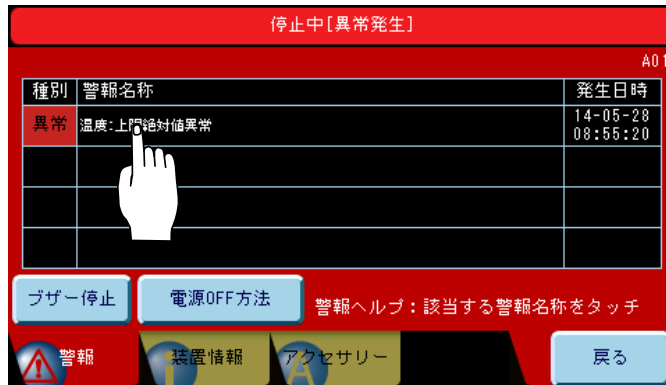 停止中[異常発生]
A01
種別 警報名称 発生日時
異常 温度:上限絶対値異常 14-05-28
08:55:20
ブザー停止 電源OFF方法 警報ヘルプ:該当する警報名称をタッチ
警報 装置情報 アクセサリー 戻る